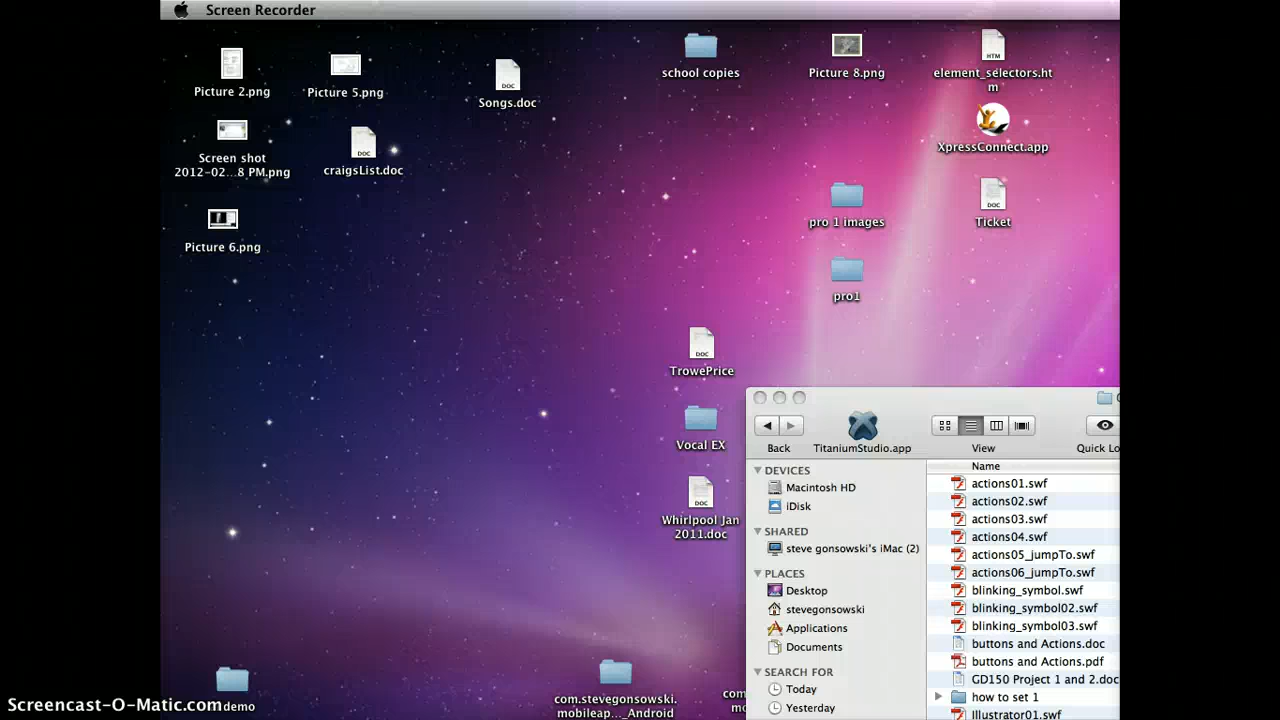 Screen Recorder
Picture 2.png
Picture 5.png
Songs.doc
school copies
Picture 8.png
element_selectors.ht
m
Screen shot
2012-02...8 PM.png
craigsList.doc
XpressConnect.app
Picture 6.png
pro 1 images
Ticket
pro1
TrowePrice
Vocal EX
Whirlpool Jan
2011.doc
Back
TitaniumStudio.app
View
Quick Lo
Name
DEVICES
Macintosh HD
iDisk
SHARED
steve gonsowski's iMac (2)
PLACES
Desktop
stevegonsowski
Applications
Documents
SEARCH FOR
Today
Yesterday
actions01.swf
actions02.swf
actions03.swf
actions04.swf
actions05_jumpTo.swf
actions06_jumpTo.swf
blinking_symbol.swf
blinking_symbol02.swf
blinking_symbol03.swf
buttons and Actions.doc
buttons and Actions.pdf
GD150 Project 1 and 2.doc
how to set 1
Illustrator01.swf
com.stevegonsowski.
mobileap..._Android
com
mo
demo
Screencast-O-Matic.com